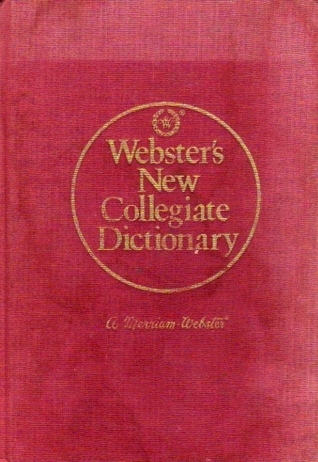 W
Webster's
New
Collegiate
Dictionary
A Merriam-Webster®